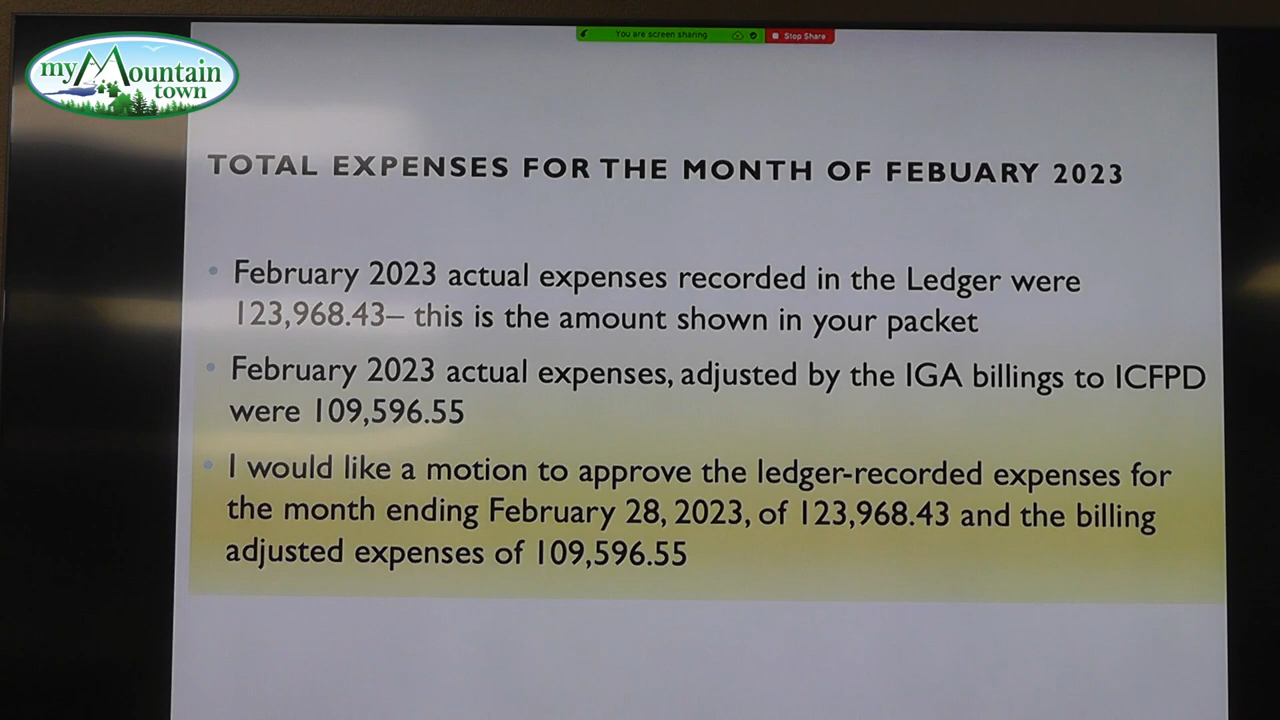 You are screen sharing Stop Share
my Mountain
town
TOTAL EXPENSES FOR THE MONTH OF FEBUARY 2023
• February 2023 actual expenses recorded in the Ledger were
123,968.43– this is the amount shown in your packet
• February 2023 actual expenses, adjusted by the IGA billings to ICFPD
were 109,596.55
• I would like a motion to approve the ledger-recorded expenses for
the month ending February 28, 2023, of 123,968.43 and the billing
adjusted expenses of 109,596.55